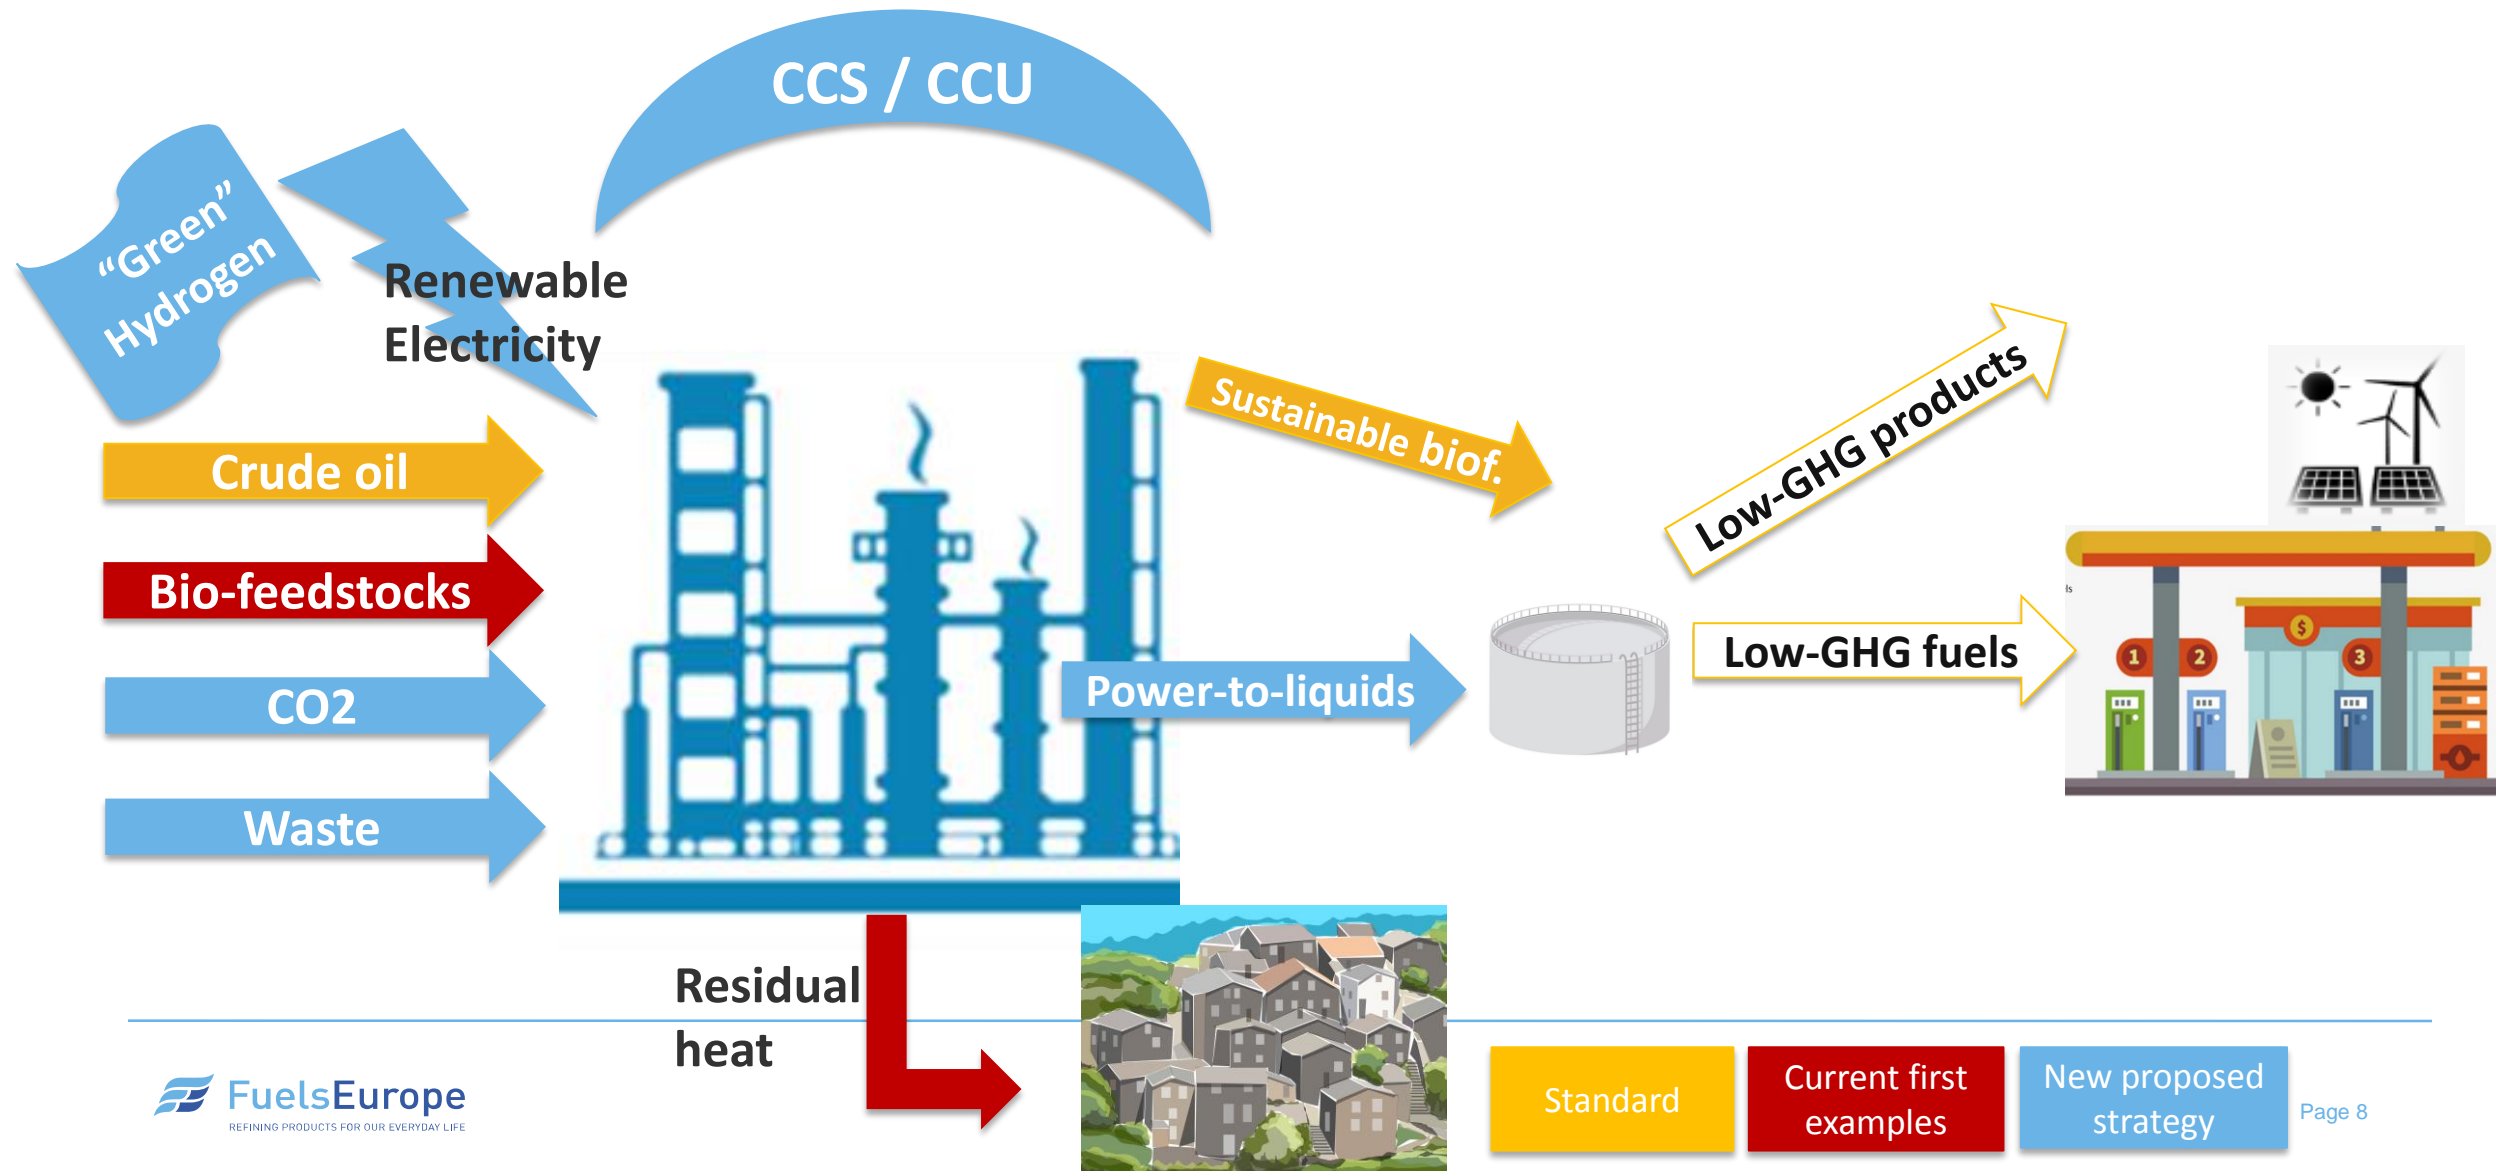 CCS / CCU
“Green”
Hydrogen
Renewable
Electricity
Crude oil
Bio-feedstocks
CO2
Waste
Sustainable biof.
Power-to-liquids
Low-GHG products
Low-GHG fuels
ls
$
1
2
3
Residual
heat
FuelsEurope
REFINING PRODUCTS FOR OUR EVERYDAY LIFE
Standard
Current first
examples
New proposed
strategy
Page 8